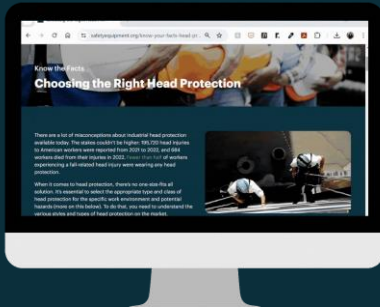 safetyequipment.org/know-your-facts-head-pr...
Know the Facts
Choosing the Right Head Protection
There are a lot of misconceptions about industrial head protection
available today. The stakes couldn't be higher: 195,720 head injuries
to American workers were reported from 2021 to 2022, and 664
workers died from their injuries in 2022. Fewer than half of workers
experiencing a fall-related head injury were wearing any head
protection.
When it comes to head protection, there's no one-size-fits all
solution. It's essential to select the appropriate type and class of
head protection for the specific work environment and potential
hazards (more on this below). To do that, you need to understand the
various styles and types of head protection on the market.